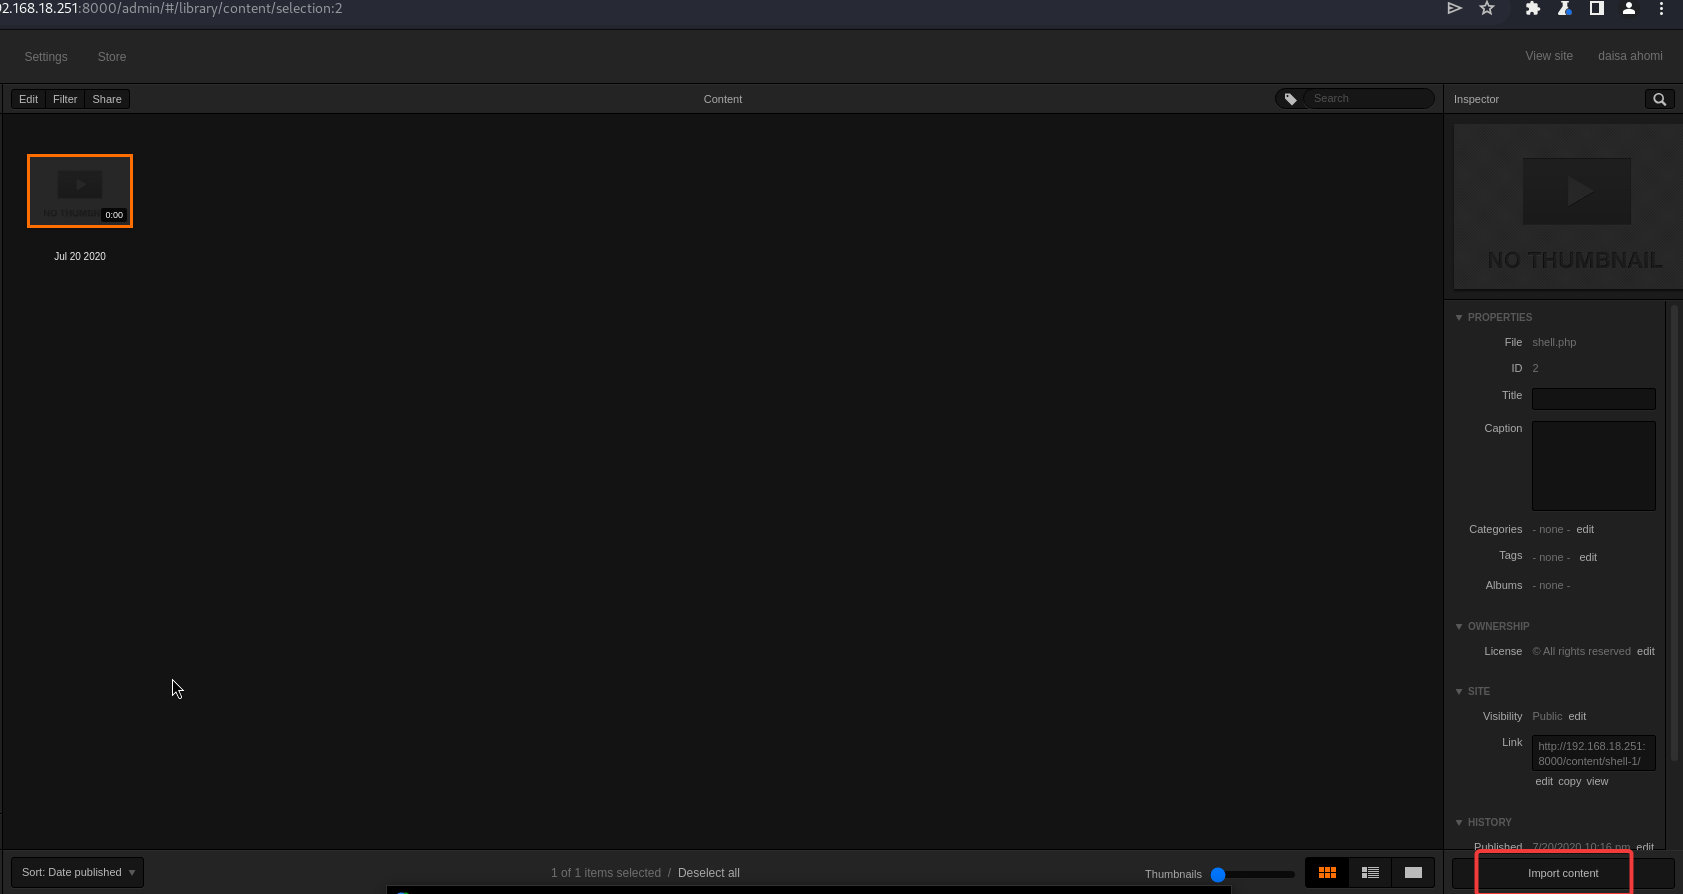 92.168.18.251:8000/admin/#/library/content/selection:2
Settings Store View site daisa ahomi
Edit Filter Share Content Search Inspector
NO THUMB 0:00
Jul 20 2020
NO THUMBNAIL
PROPERTIES
File shell.php
ID 2
Title
Caption
Categories - none - edit
Tags - none - edit
Albums - none -
OWNERSHIP
License © All rights reserved edit
SITE
Visibility Public edit
Link http://192.168.18.251:
8000/content/shell-1/
edit copy view
HISTORY
Published 7/20/2020 10:16 pm edit
Sort: Date published 1 of 1 items selected / Deselect all Thumbnails Import content